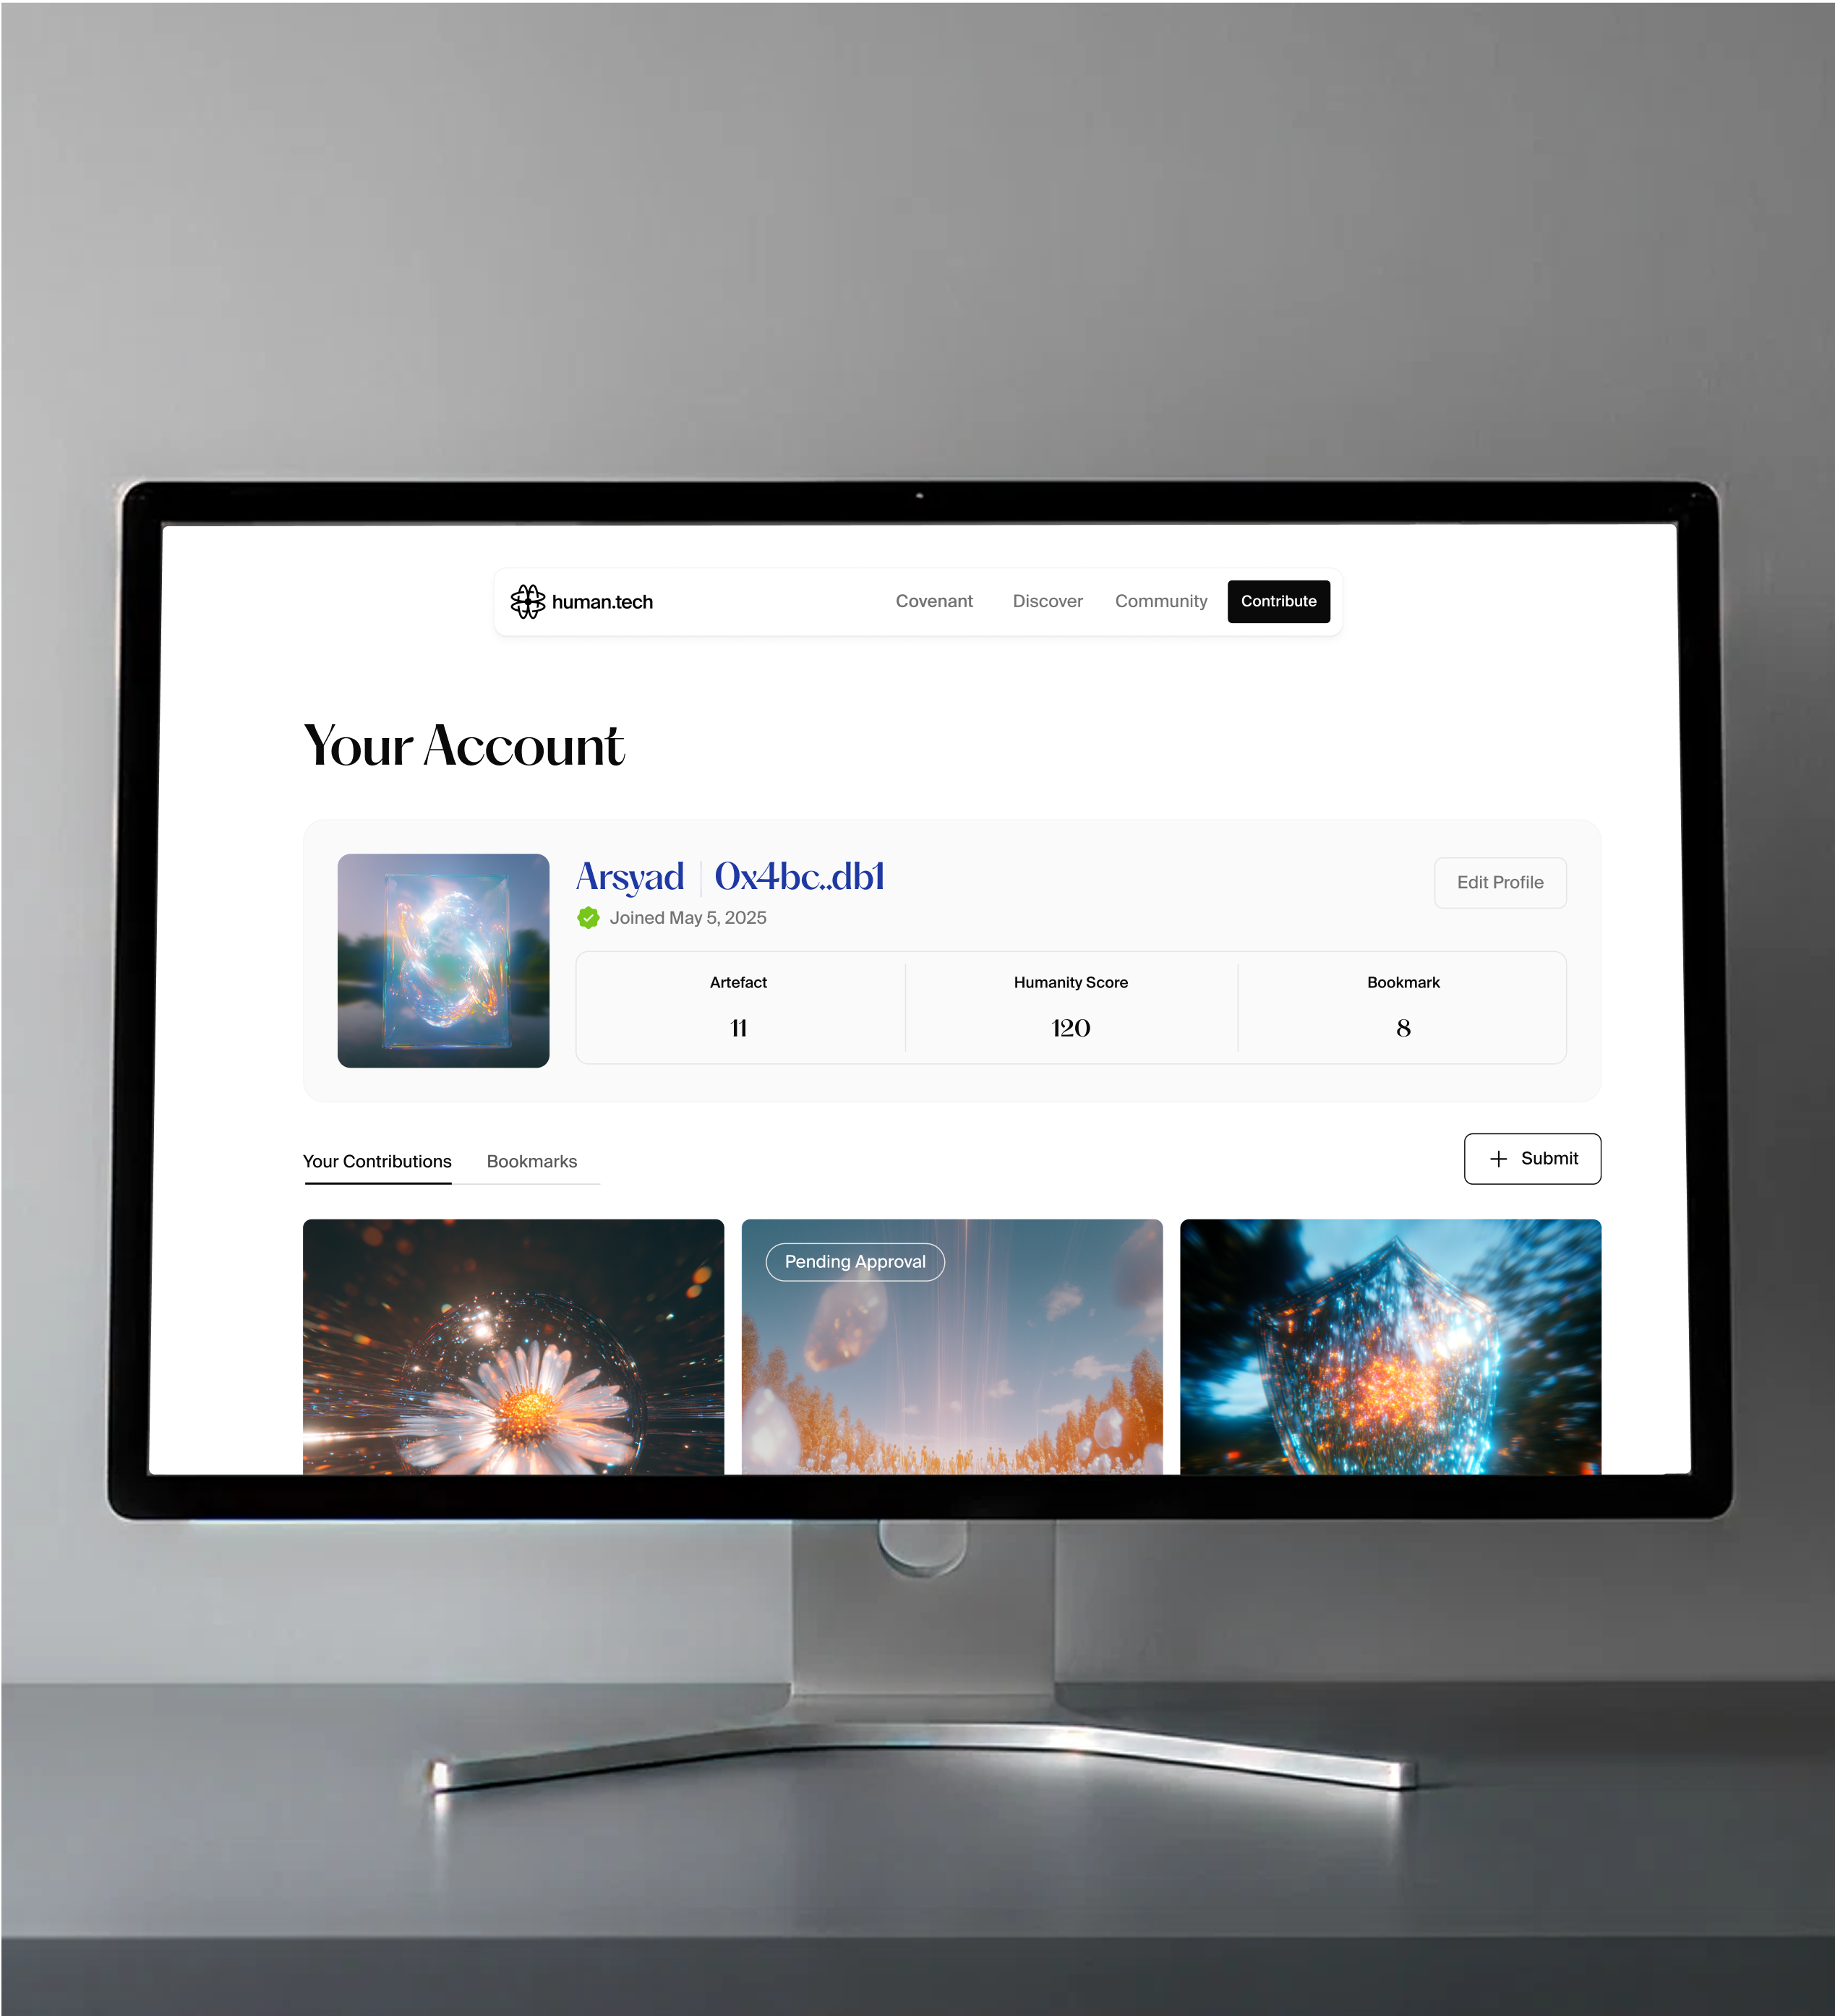 human.tech Covenant Discover Community Contribute
Your Account
Arsyad | 0x4bc..db1
Edit Profile
Joined May 5, 2025
Artefact Humanity Score Bookmark
11 120 8
Your Contributions Bookmarks
+ Submit
Pending Approval